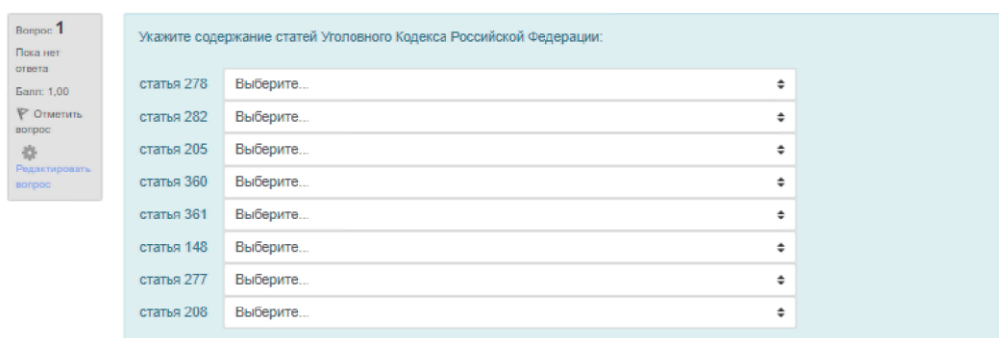 Вопрос 1
Пока нет
ответа
Балл: 1,00
Отметить
вопрос
Редактировать
вопрос
Укажите содержание статей Уголовного Кодекса Российской Федерации:
статья 278 Выберите...
статья 282 Выберите...
статья 205 Выберите...
статья 360 Выберите...
статья 361 Выберите...
статья 148 Выберите...
статья 277 Выберите...
статья 208 Выберите...